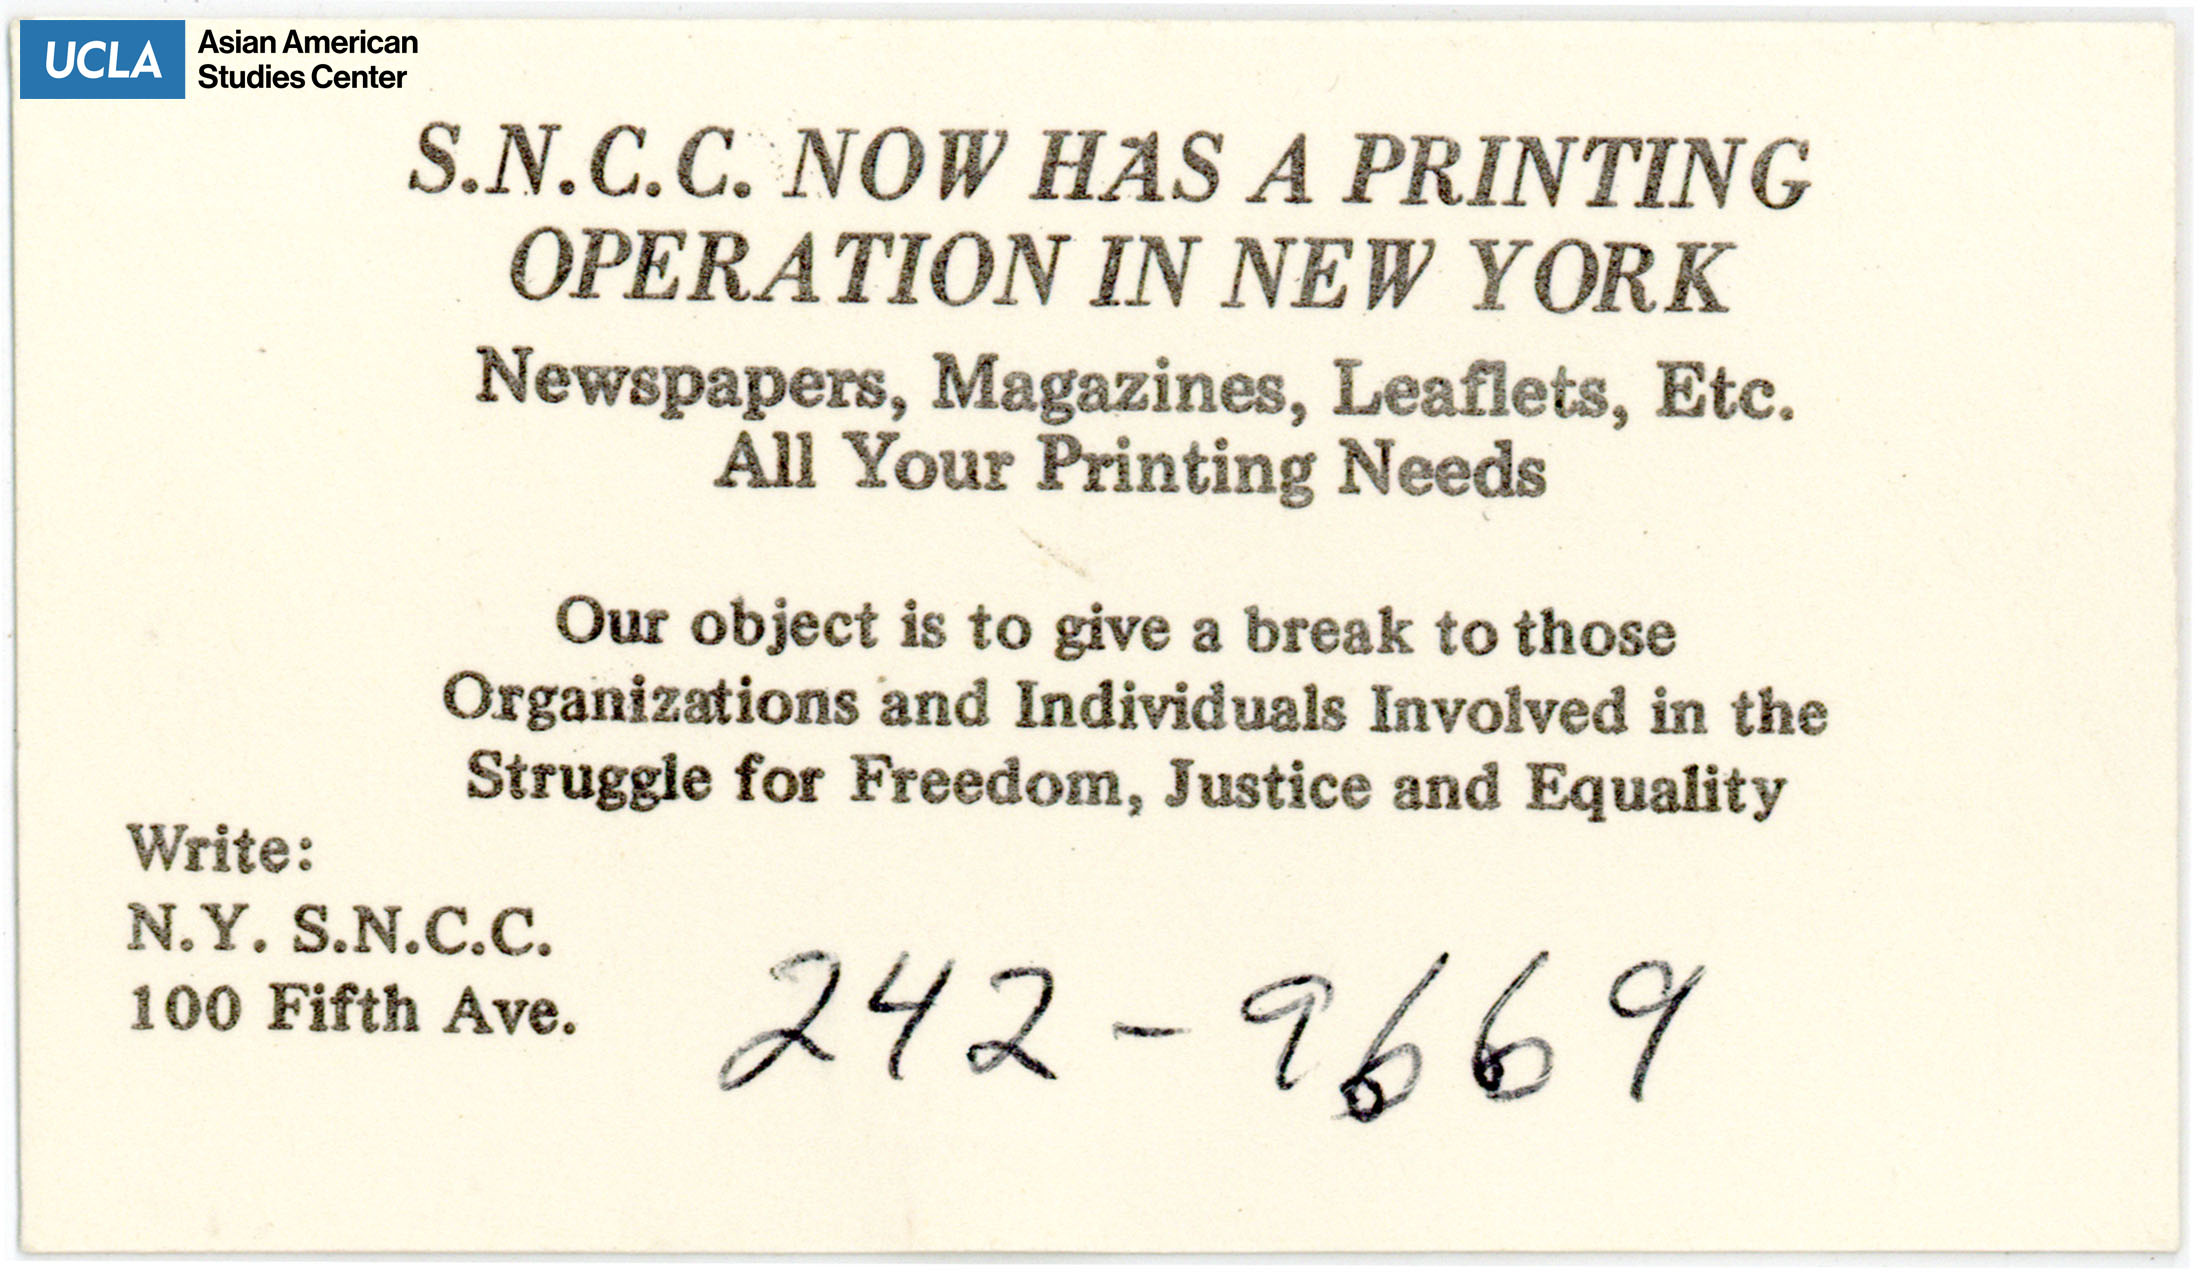 UCLA
Asian American
Studies Center
S.N.C.C. NOW HAS A PRINTING
OPERATION IN NEW YORK
Newspapers, Magazines, Leaflets, Etc.
All Your Printing Needs
Our object is to give a break to those
Organizations and Individuals Involved in the
Struggle for Freedom, Justice and Equality
Write:
N.Y. S.N.C.C.
100 Fifth Ave.
242-9669